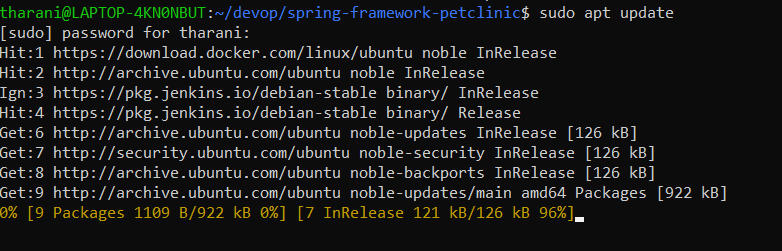 tharani@LAPTOP-4KN0NBUT:~/devop/spring-framework-petclinic$ sudo apt update
[sudo] password for tharani:
Hit:1 https://download.docker.com/linux/ubuntu noble InRelease
Hit:2 http://archive.ubuntu.com/ubuntu noble InRelease
Ign:3 https://pkg.jenkins.io/debian-stable binary/ InRelease
Hit:4 https://pkg.jenkins.io/debian-stable binary/ Release
Get:6 http://archive.ubuntu.com/ubuntu noble-updates InRelease [126 kB]
Get:7 http://security.ubuntu.com/ubuntu noble-security InRelease [126 kB]
Get:8 http://archive.ubuntu.com/ubuntu noble-backports InRelease [126 kB]
Get:9 http://archive.ubuntu.com/ubuntu noble-updates/main amd64 Packages [922 kB]
0% [9 Packages 1109 B/922 kB 0%] [7 InRelease 121 kB/126 kB 96%]